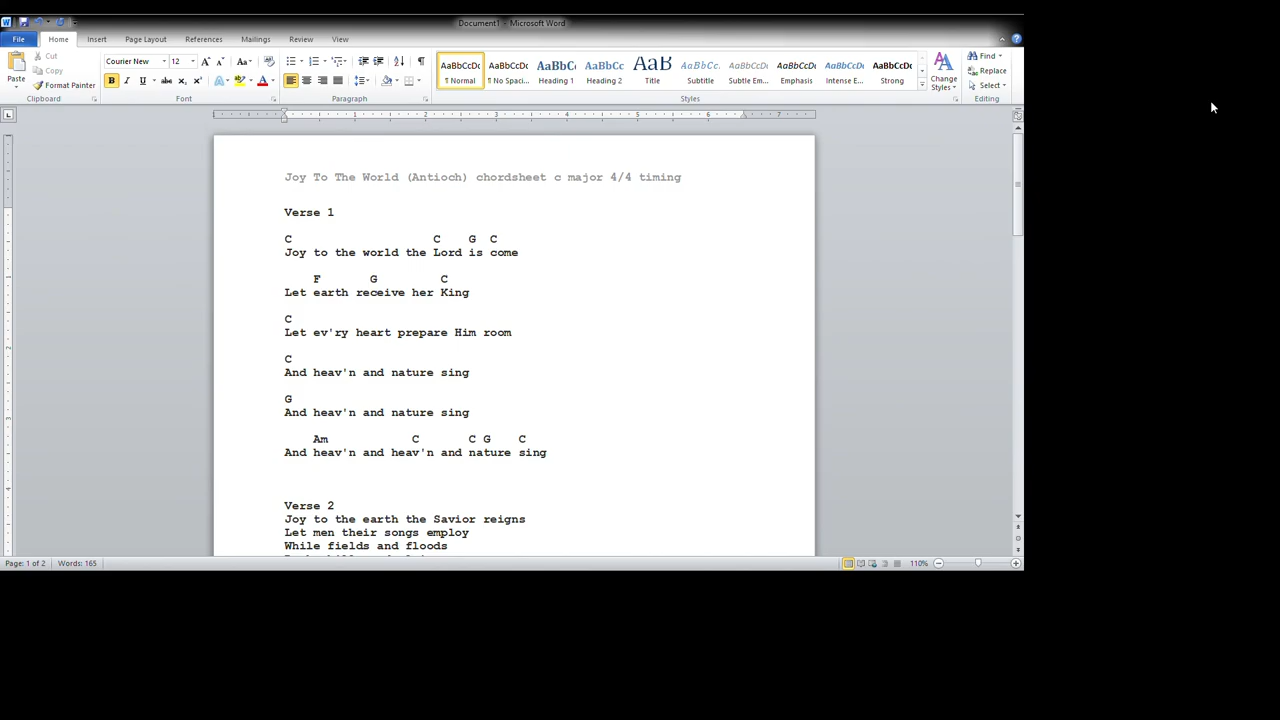 Document1 - Microsoft Word
File Home Insert Page Layout References Mailings Review View
Paste
Cut
Copy
Format Painter
Clipboard
Courier New 12
Font
Paragraph
AaBbCcDc AaBbCcDc AaBbC AaBbCc AaB AaBbCc. AaBbCcDc AaBbCcDc AaBbCcDc AaBbCcDc
¶ Normal ¶ No Spaci... Heading 1 Heading 2 Title Subtitle Subtle Em... Emphasis Intense E... Strong
Styles
Change Styles
Find
Replace
Select
Editing
Joy To The World (Antioch) chordsheet c major 4/4 timing
Verse 1
C C G C
Joy to the world the Lord is come
F G C
Let earth receive her King
C
Let ev'ry heart prepare Him room
C
And heav'n and nature sing
G
And heav'n and nature sing
Am C C G C
And heav'n and heav'n and nature sing
Verse 2
Joy to the earth the Savior reigns
Let men their songs employ
While fields and floods
Page: 1 of 2 Words: 165 110%